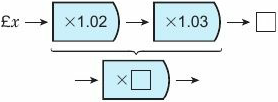 £x ×1.02 ×1.03 □
× □